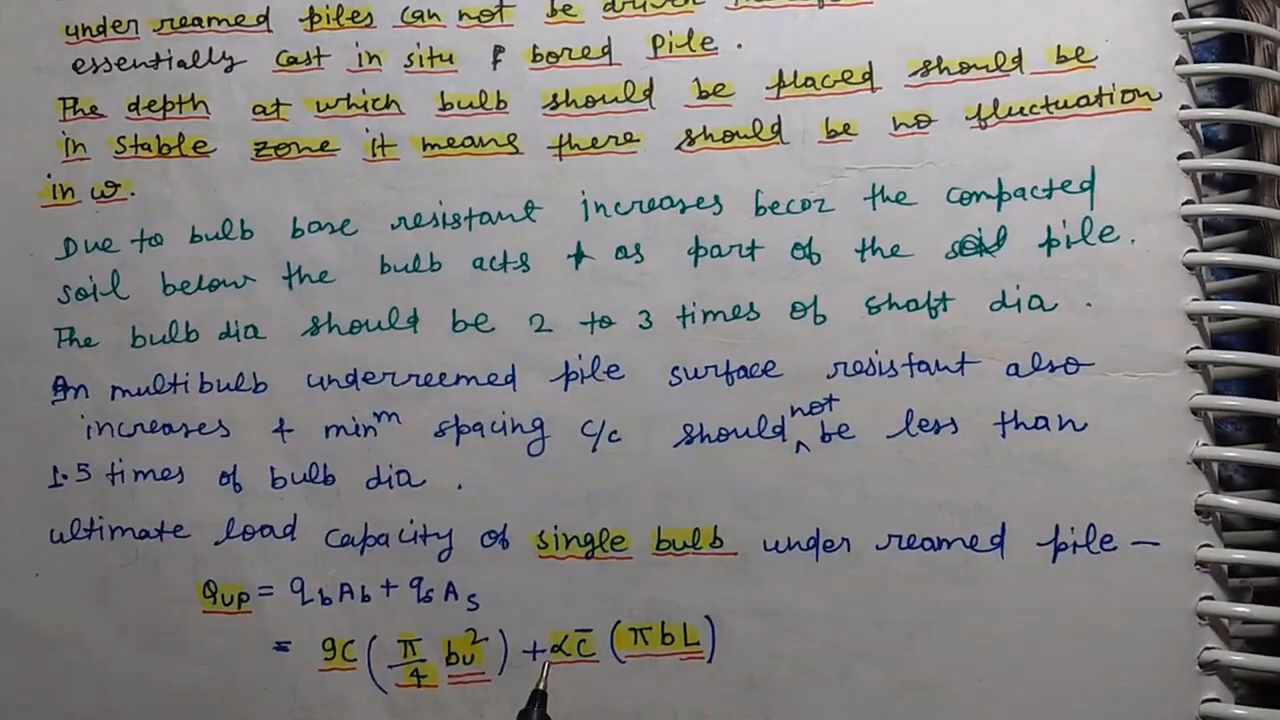 under reamed piles can not be driven
essentially cast in situ & bored pile.
The depth at which bulb should be placed should be
in stable zone it means there should be no fluctuation
in w.
Due to bulb base resistant increases becoz the compacted
soil below the bulb acts as part of the pile.
The bulb dia should be 2 to 3 times of shaft dia.
In multibulb underreemed pile surface resistant also
increases & minᵐ spacing c/c should not be less than
1.5 times of bulb dia.
ultimate load capacity of single bulb under reamed pile —
Qup = qbAb + qsAs
= 9C (π/4 bu²) + αc̄ (πbL)